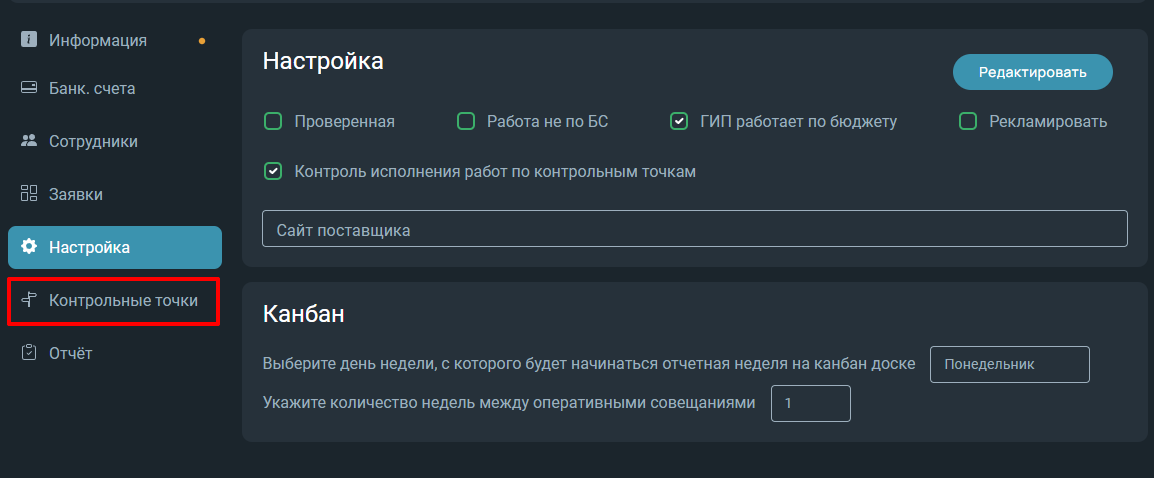 Информация
Банк. счета
Сотрудники
Заявки
Настройка
Контрольные точки
Отчёт
Настройка
Редактировать
Проверенная
Работа не по БС
ГИП работает по бюджету
Рекламировать
Контроль исполнения работ по контрольным точкам
Сайт поставщика
Канбан
Выберите день недели, с которого будет начинаться отчетная неделя на канбан доске
Понедельник
Укажите количество недель между оперативными совещаниями
1